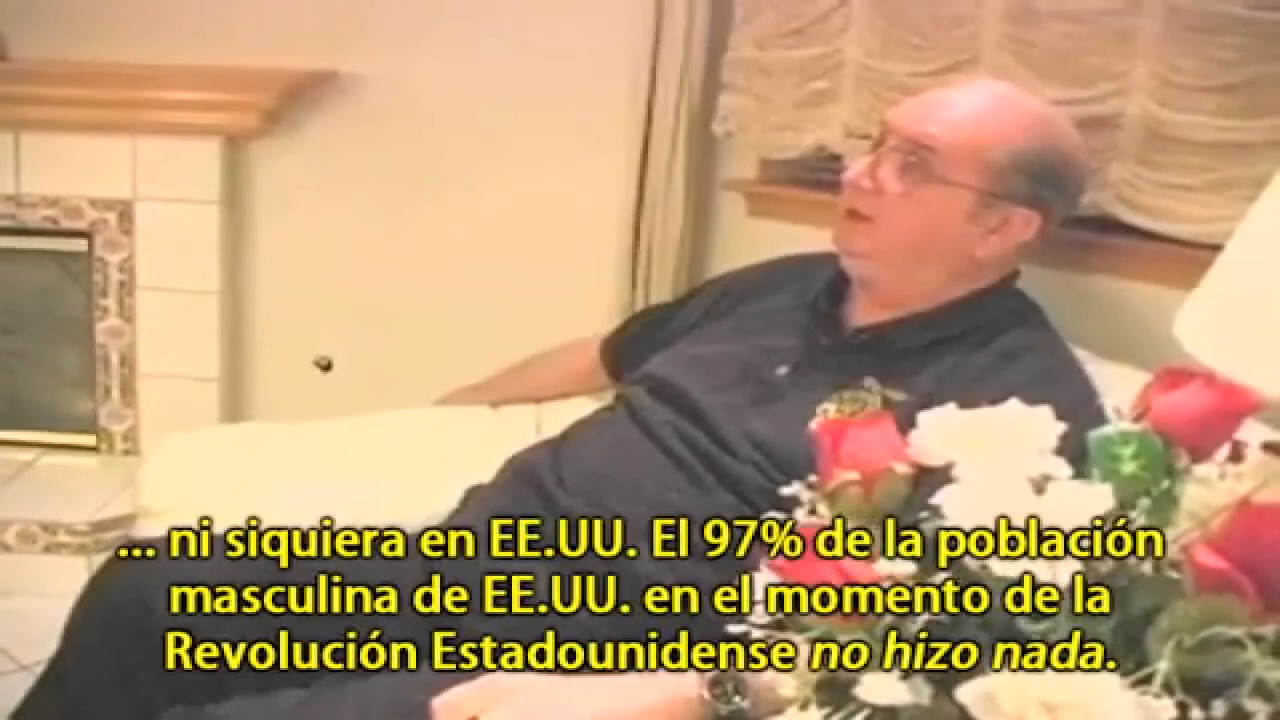 ... ni siquiera en EE.UU. El 97% de la población
masculina de EE.UU. en el momento de la
Revolución Estadounidense no hizo nada.